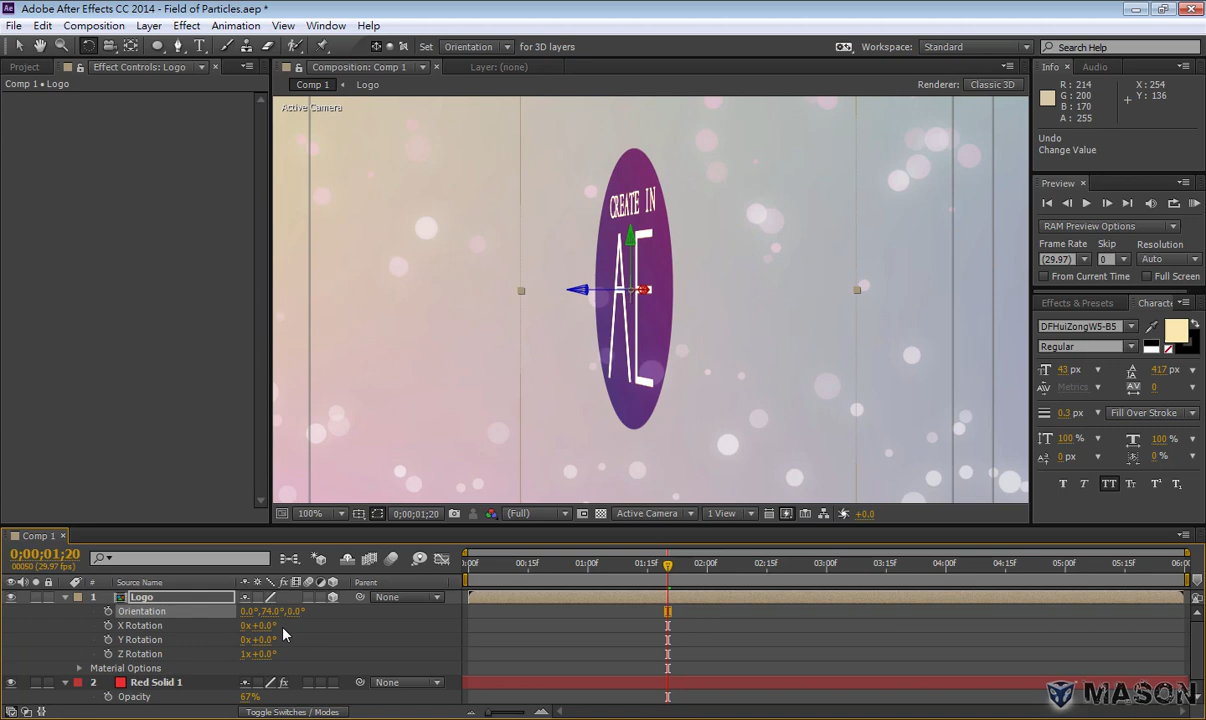 Adobe After Effects CC 2014 - Field of Particles.aep *
File Edit Composition Layer Effect Animation View Window Help
Set Orientation for 3D layers
Workspace: Standard
Search Help
Project Effect Controls: Logo
Comp 1 • Logo
Composition: Comp 1
Layer: (none)
Comp 1 Logo
Renderer: Classic 3D
Active Camera
CREATE IN
AE
100%
0;00;01;20
(Full)
Active Camera
1 View
+0.0
Info Audio
R : 214
G : 200
B : 170
A : 255
X : 254
Y : 136
Undo
Change Value
Preview
RAM Preview Options
Frame Rate Skip Resolution
(29.97) 0 Auto
From Current Time Full Screen
Effects & Presets Characte
DFHuiZongW5-B5
Regular
43 px 417 px
Metrics 0
0.3 px Fill Over Stroke
100 % 100 %
0 px 0 %
T T TT Tт T¹ T₁
Comp 1
0;00;01;20
00050 (29.97 fps)
:00f 00:15f 01:00f 01:15f 02:00f 02:15f 03:00f 03:15f 04:00f 04:15f 05:00f 05:15f 06:0
# Source Name Parent
1 Logo None
Orientation 0.0°,74.0°,0.0°
X Rotation 0x+0.0°
Y Rotation 0x+0.0°
Z Rotation 1x+0.0°
Material Options
2 Red Solid 1 None
Opacity 67%
Toggle Switches / Modes
MASON